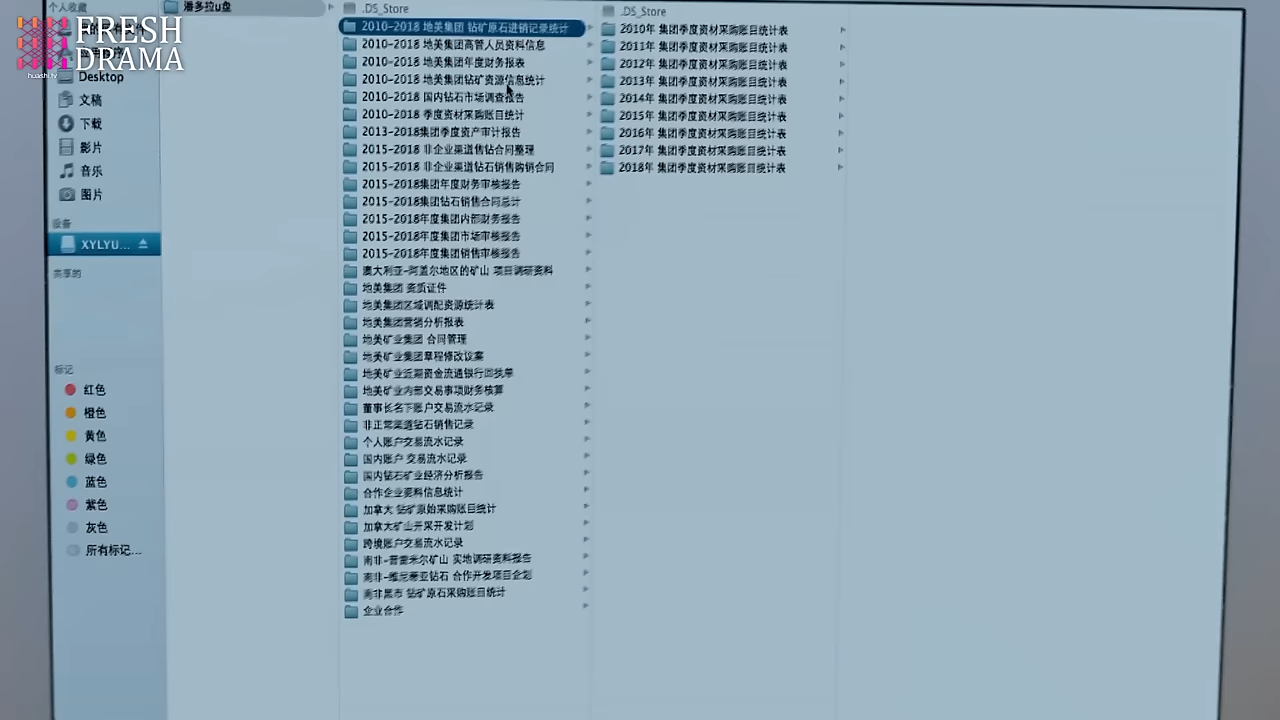 个人收藏
FRESH
DRAMA
huashi.tv
Desktop
文稿
下载
影片
音乐
图片
设备
XYLYU...
共享的
标记
红色
橙色
黄色
绿色
蓝色
紫色
灰色
所有标记...
潘多拉u盘
.DS_Store
2010-2018 地美集团 钻矿原石进销记录统计
2010-2018 地美集团高管人员资料信息
2010-2018 地美集团年度财务报表
2010-2018 地美集团钻矿资源信息统计
2010-2018 国内钻石市场调查报告
2010-2018 季度资材采购账目统计
2013-2018集团季度资产审计报告
2015-2018 非企业渠道售钻合同整理
2015-2018 非企业渠道钻石销售购销合同
2015-2018集团年度财务审核报告
2015-2018集团钻石销售合同总计
2015-2018年度集团内部财务报告
2015-2018年度集团市场审核报告
2015-2018年度集团销售审核报告
澳大利亚-阿盖尔地区的矿山 项目调研资料
地美集团 资质证件
地美集团区域调配资源统计表
地美集团营销分析报表
地美矿业集团 合同管理
地美矿业集团章程修改议案
地美矿业近期资金流通银行回执单
地美矿业内部交易事项财务核算
董事长名下账户交易流水记录
非正常渠道钻石销售记录
个人账户交易流水记录
国内账户 交易流水记录
国内钻石矿业经济分析报告
合作企业资料信息统计
加拿大 钻矿原始采购账目统计
加拿大矿山开采开发计划
跨境账户交易流水记录
南非-普雷米尔矿山 实地调研资料报告
南非-维尼蒂亚钻石 合作开发项目企划
南非黑市 钻矿原石采购账目统计
企业合作
.DS_Store
2010年 集团季度资材采购账目统计表
2011年 集团季度资材采购账目统计表
2012年 集团季度资材采购账目统计表
2013年 集团季度资材采购账目统计表
2014年 集团季度资材采购账目统计表
2015年 集团季度资材采购账目统计表
2016年 集团季度资材采购账目统计表
2017年 集团季度资材采购账目统计表
2018年 集团季度资材采购账目统计表